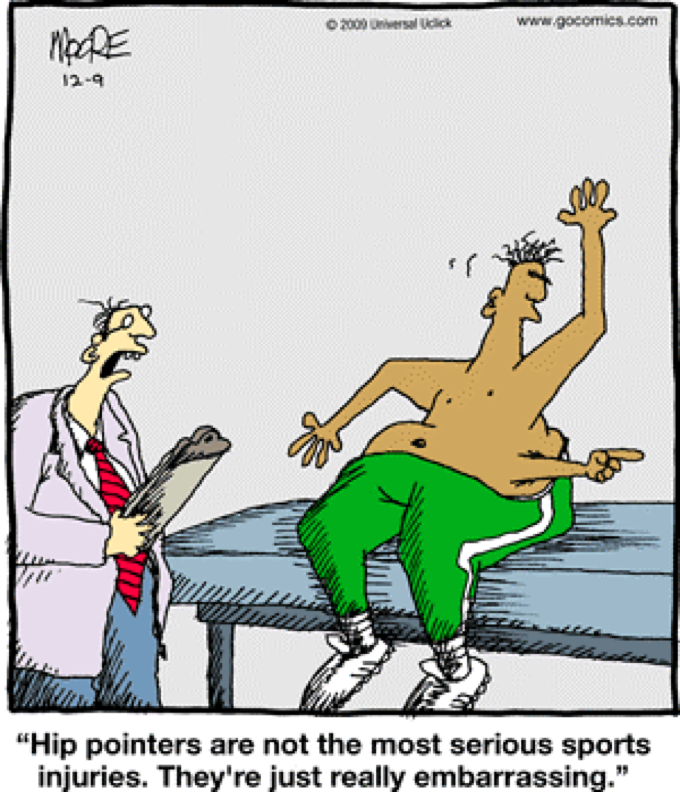 © 2009 Universal Uclick
www.gocomics.com
MOORE
12-9
“Hip pointers are not the most serious sports
injuries. They're just really embarrassing.”